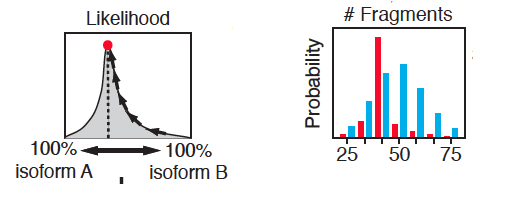 Likelihood
100% 100%
isoform A isoform B
# Fragments
Probability
25 50 75